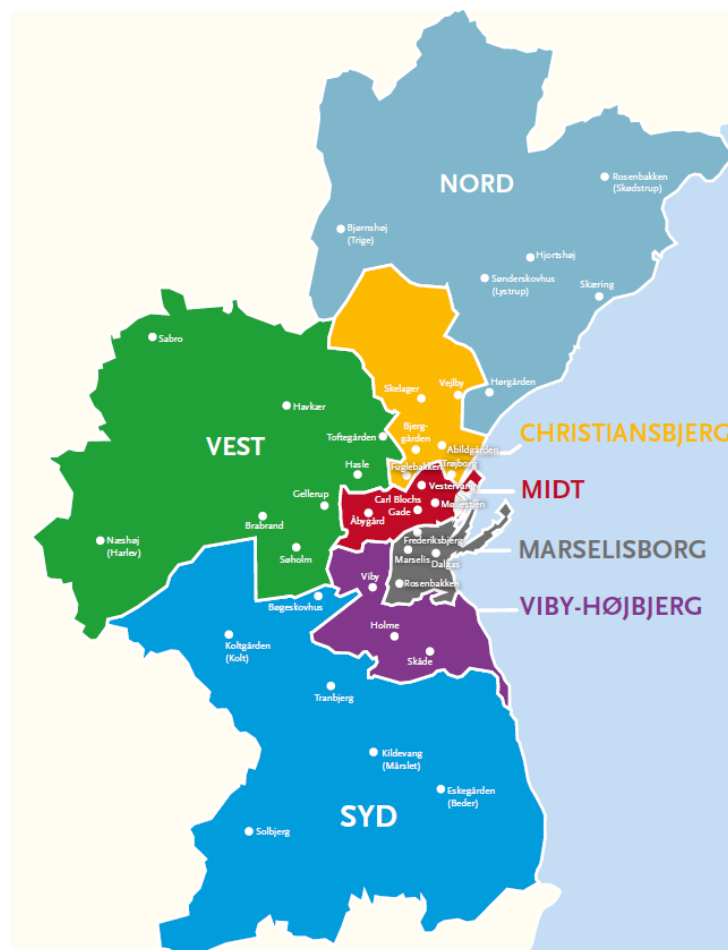 NORD
Rosenbakken
(Skødstrup)
Bjørnshøj
(Trige)
Hjortshøj
Sønderskovhus
(Lystrup)
Skæring
Sabro
Skelager
Vejlby
Hørgården
Havkær
Bjerg-
gården
CHRISTIANSBJERG
VEST
Toftegården
Abildgården
Trøjborg
Hasle
Fuglebakken
Vestervang
MIDT
Gellerup
Carl Blochs
Gade
Møllestien
Åbygård
Brabrand
Næshøj
(Harlev)
Søholm
Frederiksbjerg
MARSELISBORG
Marselis
Dalgas
Viby
Rosenbakken
Bøgeskovhus
VIBY-HØJBJERG
Koltgården
(Kolt)
Holme
Skåde
Tranbjerg
Kildevang
(Mårslet)
Eskegården
(Beder)
SYD
Solbjerg